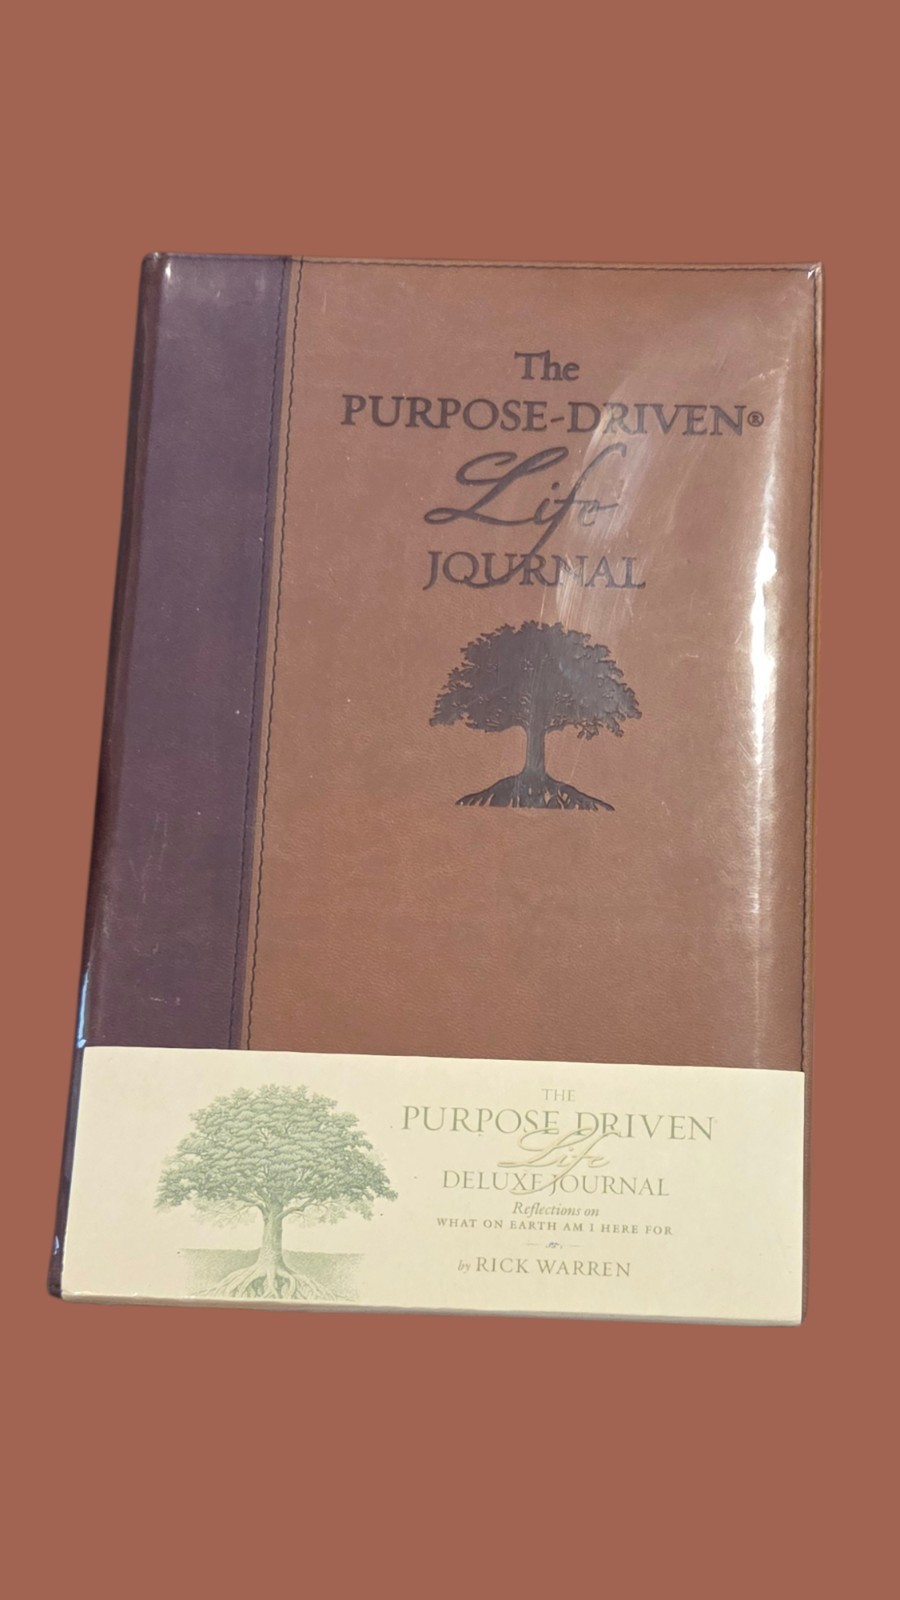 The
PURPOSE-DRIVEN®
Life
JOURNAL
THE
PURPOSE DRIVEN
Life
DELUXE JOURNAL
Reflections on
WHAT ON EARTH AM I HERE FOR
by RICK WARREN